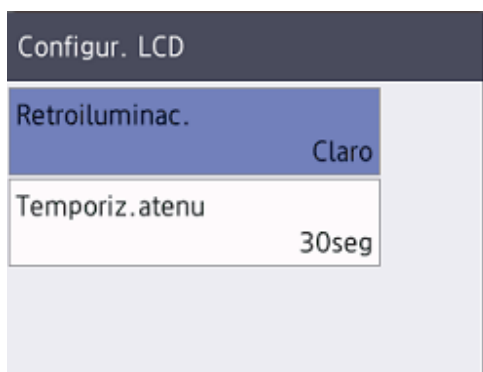 Configur. LCD
Retroiluminac.
Claro
Temporiz.atenu
30seg